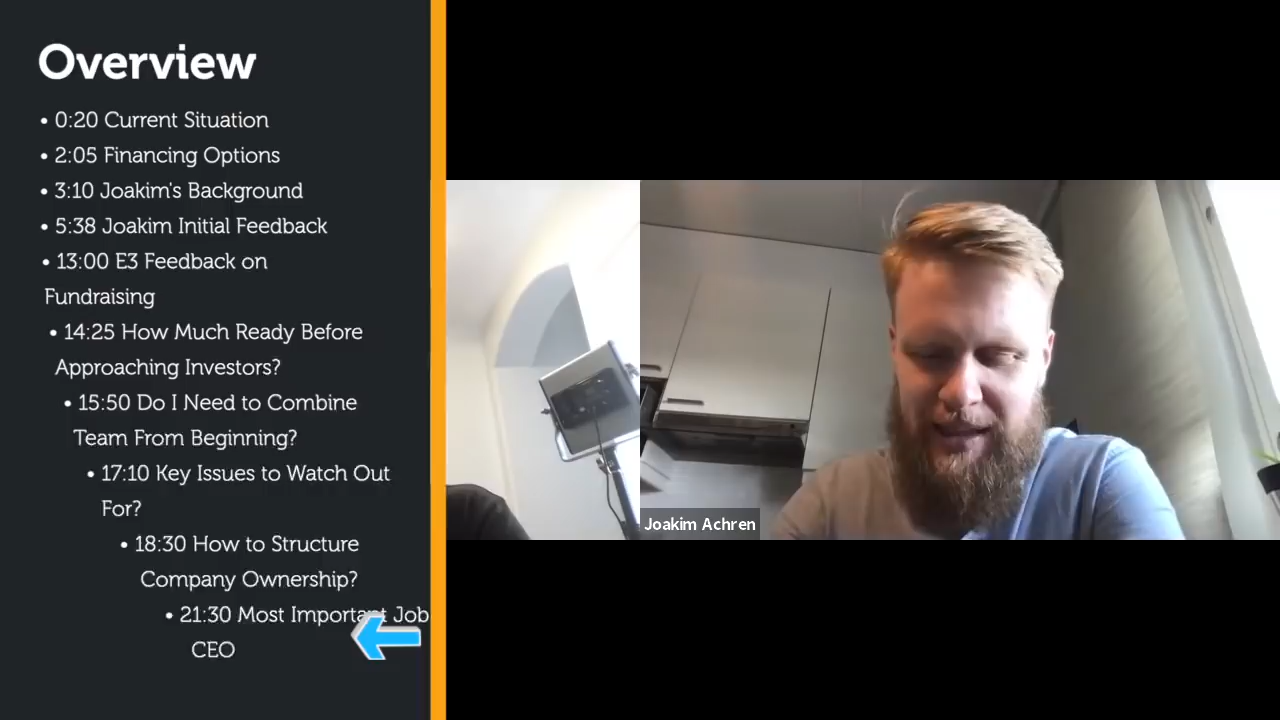 Overview
• 0:20 Current Situation
• 2:05 Financing Options
• 3:10 Joakim's Background
• 5:38 Joakim Initial Feedback
• 13:00 E3 Feedback on
Fundraising
• 14:25 How Much Ready Before
Approaching Investors?
• 15:50 Do I Need to Combine
Team From Beginning?
• 17:10 Key Issues to Watch Out
For?
• 18:30 How to Structure
Company Ownership?
• 21:30 Most Important Job
CEO
Joakim Achren